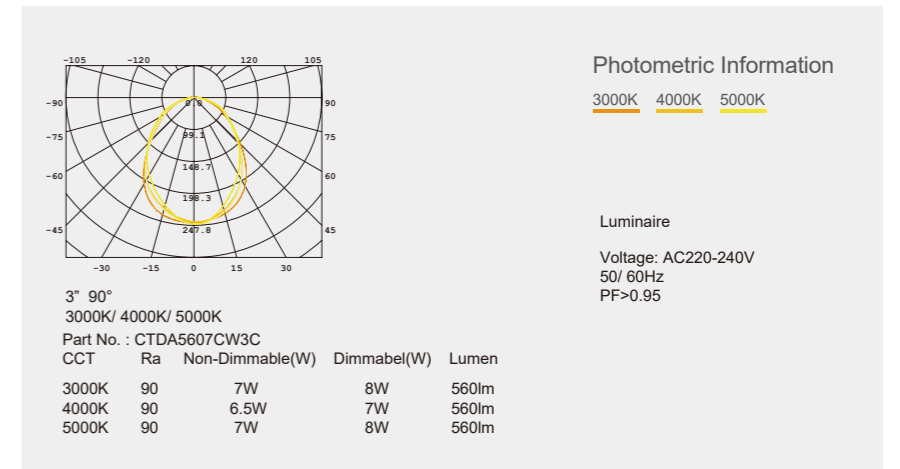 -105 -120 120 105
-90 0.0 90
-75 99.1 75
148.7
-60 60
198.3
-45 247.8 45
-30 -15 0 15 30
3” 90°
3000K/ 4000K/ 5000K
Part No. : CTDA5607CW3C
CCT Ra Non-Dimmable(W) Dimmabel(W) Lumen
3000K 90 7W 8W 560lm
4000K 90 6.5W 7W 560lm
5000K 90 7W 8W 560lm
Photometric Information
3000K 4000K 5000K
Luminaire
Voltage: AC220-240V
50/ 60Hz
PF>0.95